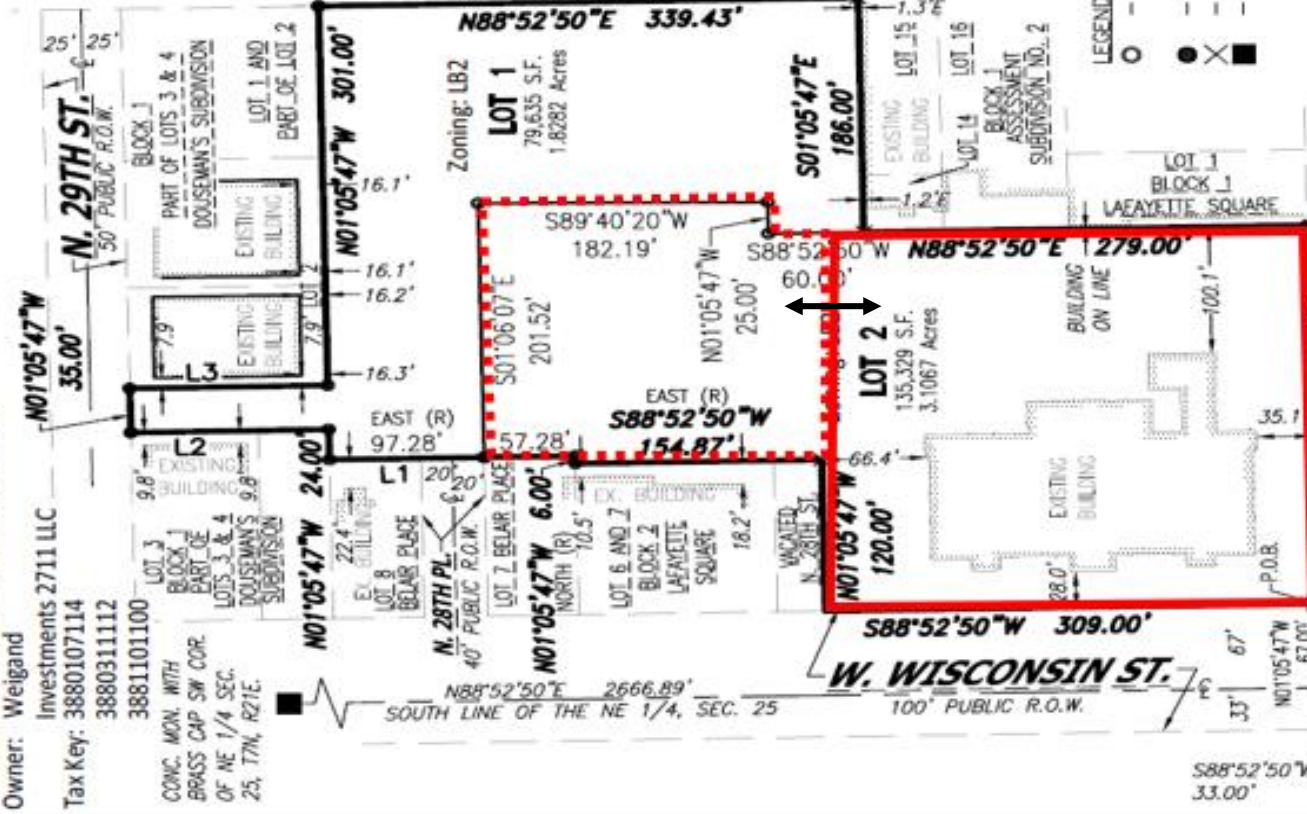 N88°52'50"E 339.43'
1.3'E
LEGEND
25' 25'
N. 29TH ST.
50' PUBLIC R.O.W.
BLOCK 1
PART OF LOTS 3 & 4
DOUSEMAN'S SUBDIVISION
LOT 1 AND
PART OF LOT 2
EXISTING
BUILDING
LOT 2
EXISTING
BUILDING
7.9'
7.9'
N01°05'47"W 301.00'
16.1'
16.1'
16.2'
16.3'
Zoning: LB2
LOT 1
79,635 S.F.
1.8282 Acres
S01°05'47"E
186.00'
EXISTING
BUILDING
LOT 15
LOT 16
LOT 14
BLOCK 1
ASSESSMENT
SUBDIVISION NO. 2
1.2'E
LOT 1
BLOCK 1
LAFAYETTE SQUARE
N01°05'47"W
35.00'
L3
L2
S89°40'20"W
182.19'
S88°52'50"W
60.00'
N01°05'47"W
25.00'
S01°06'07"E
201.52'
N88°52'50"E 279.00'
BUILDING
ON LINE
100.1'
LOT 2
135,329 S.F.
3.1067 Acres
EAST (R)
97.28'
L1
EAST (R)
S88°52'50"W
57.28'
154.87'
66.4'
35.1
EXISTING
BUILDING
28.0'
P.O.B.
9.8'
EXISTING
BUILDING
9.8'
LOT 3
BLOCK 1
PART OF
LOTS 3 & 4
DOUSEMAN'S
SUBDIVISION
N01°05'47"W 24.00'
22.4'
EX. BUILDING
LOT 8
BELAIR PLACE
20'
20'
N. 28TH PL.
40' PUBLIC R.O.W.
LOT 7 BELAIR PLACE
N01°05'47"W 6.00'
NORTH (R)
10.5'
EX. BUILDING
LOT 6 AND 7
BLOCK 2
LAFAYETTE
SQUARE
18.2'
VACATED
N. 28TH ST.
N01°05'47"W
120.00'
S88°52'50"W 309.00'
W. WISCONSIN ST.
100' PUBLIC R.O.W.
N88°52'50"E 2666.89'
SOUTH LINE OF THE NE 1/4, SEC. 25
33' 67'
N01°05'47"W
67.00'
S88°52'50"W
33.00'
Owner: Weigand
Investments 2711 LLC
Tax Key: 3880107114
3880311112
3881101100
CONC. MON. WITH
BRASS CAP SW COR.
OF NE 1/4 SEC.
25, T7N, R21E.